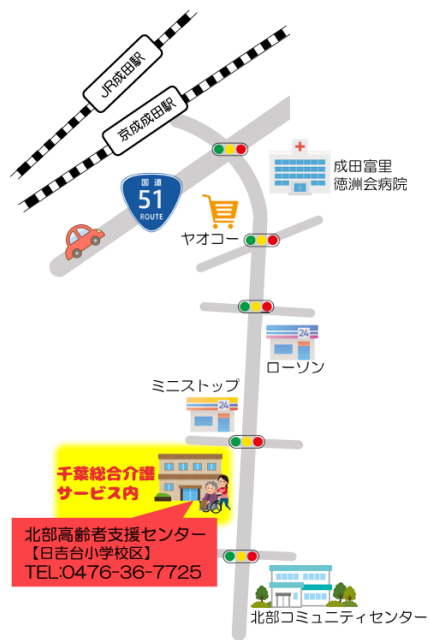 JR成田駅
京成成田駅
国道
51
ROUTE
成田富里
徳洲会病院
ヤオコー
24
ローソン
ミニストップ
24
千葉総合介護
サービス内
北部高齢者支援センター
【日吉台小学校区】
TEL:0476-36-7725
北部コミュニティセンター